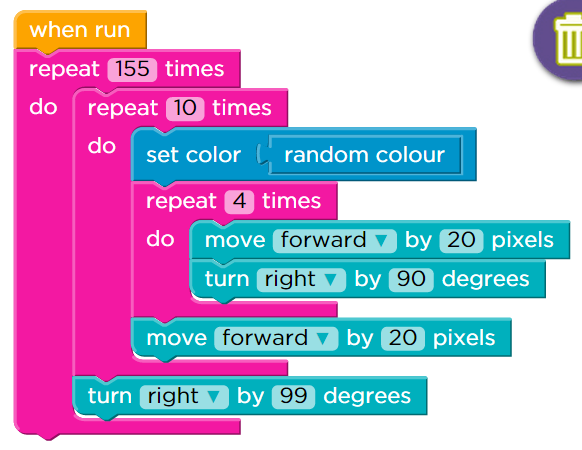 when run
repeat 155 times
do repeat 10 times
do set color random colour
repeat 4 times
do move forward ▼ by 20 pixels
turn right ▼ by 90 degrees
move forward ▼ by 20 pixels
turn right ▼ by 99 degrees